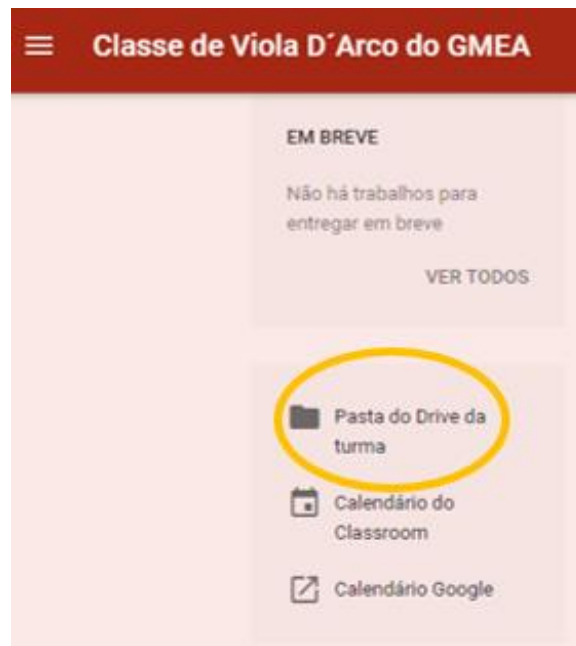 Classe de Viola D´Arco do GMEA
EM BREVE
Não há trabalhos para
entregar em breve
VER TODOS
Pasta do Drive da
turma
Calendário do
Classroom
Calendário Google